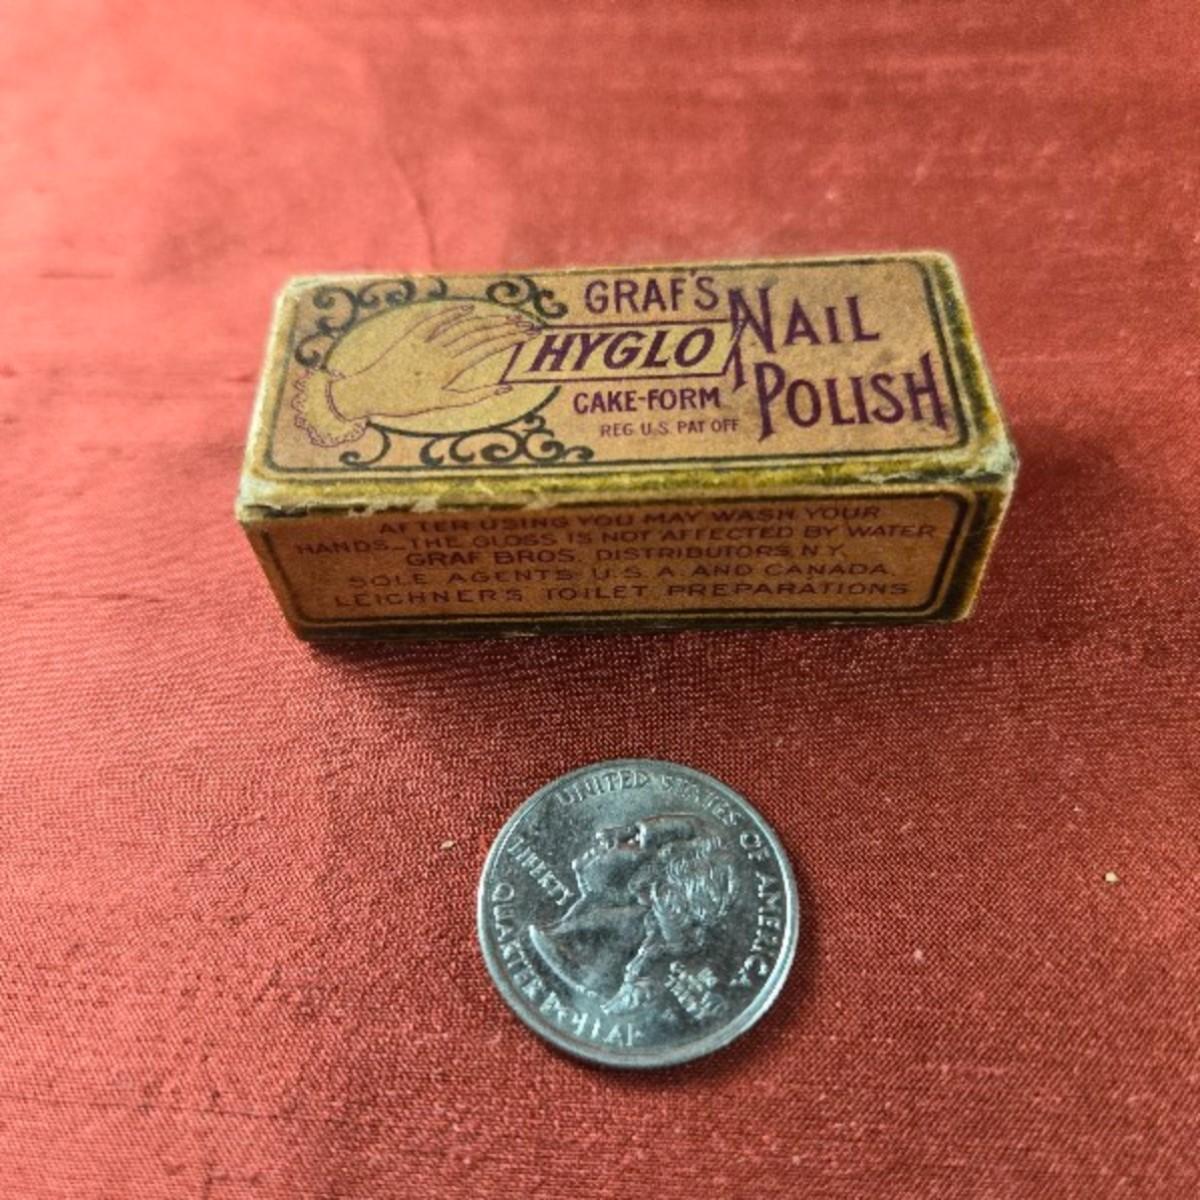 GRAF'S
HYGLO
CAKE-FORM
REG U.S. PAT OFF
NAIL
POLISH
AFTER USING YOU MAY WASH YOUR
HANDS—THE GLOSS IS NOT AFFECTED BY WATER
GRAF BROS. DISTRIBUTORS, N.Y.
SOLE AGENTS U.S.A. AND CANADA
LEICHNER'S TOILET PREPARATIONS
UNITED STATES OF AMERICA
LIBERTY
QUARTER DOLLAR